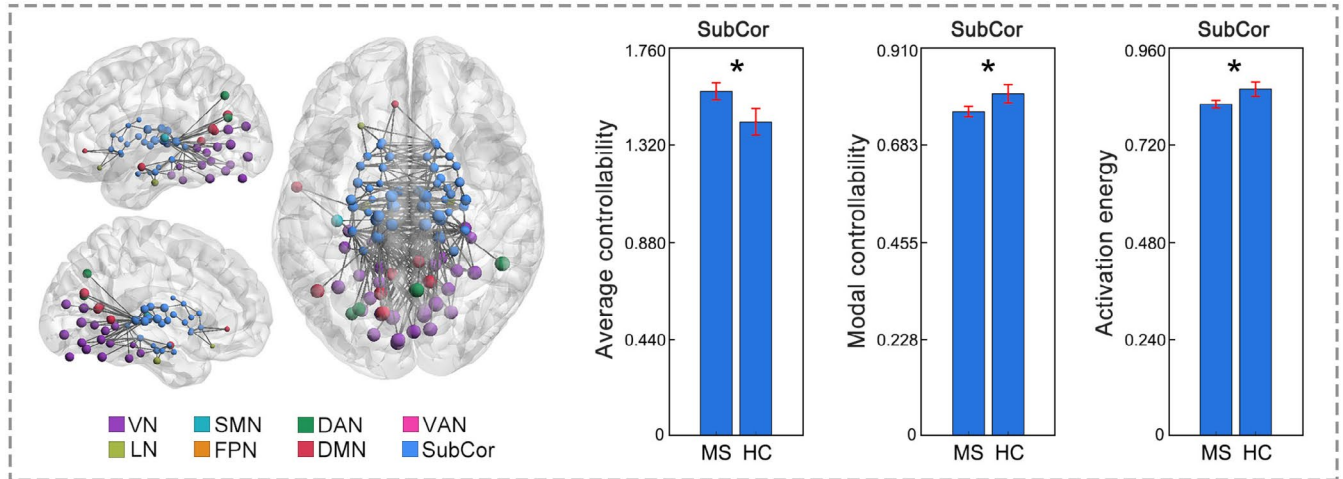 SubCor
SubCor
SubCor
1.760
1.320
0.880
0.440
0
Average controllability
*
MS HC
0.910
0.683
0.455
0.228
0
Modal controllability
*
MS HC
0.960
0.720
0.480
0.240
0
Activation energy
*
MS HC
VN SMN DAN VAN
LN FPN DMN SubCor